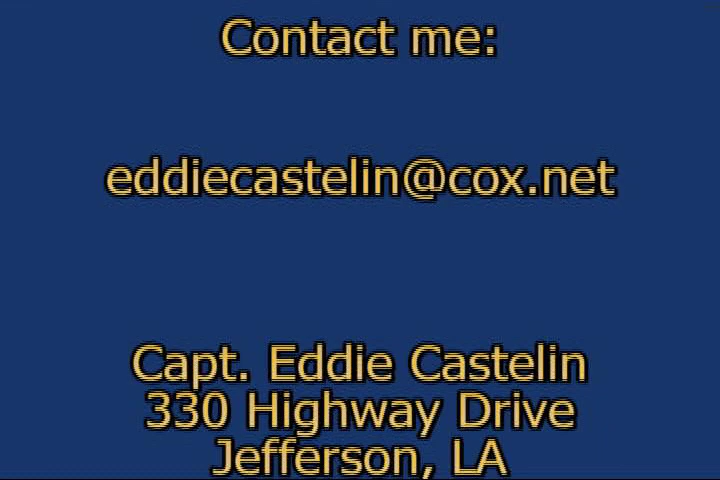 Contact me:
eddiecastelin@cox.net
Capt. Eddie Castelin
330 Highway Drive
Jefferson, LA